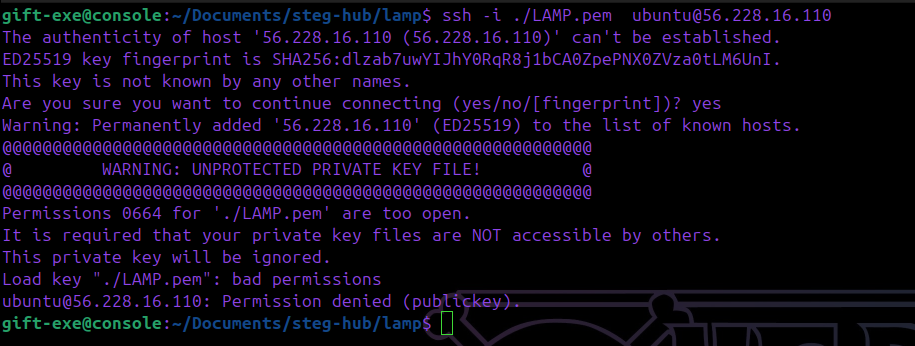 gift-exe@console:~/Documents/steg-hub/lamp$ ssh -i ./LAMP.pem  ubuntu@56.228.16.110
The authenticity of host '56.228.16.110 (56.228.16.110)' can't be established.
ED25519 key fingerprint is SHA256:dlzab7uwYIJhY0RqR8j1bCA0ZpePNX0ZVza0tLM6UnI.
This key is not known by any other names.
Are you sure you want to continue connecting (yes/no/[fingerprint])? yes
Warning: Permanently added '56.228.16.110' (ED25519) to the list of known hosts.
@@@@@@@@@@@@@@@@@@@@@@@@@@@@@@@@@@@@@@@@@@@@@@@@@@@@@@@@@@@
@         WARNING: UNPROTECTED PRIVATE KEY FILE!          @
@@@@@@@@@@@@@@@@@@@@@@@@@@@@@@@@@@@@@@@@@@@@@@@@@@@@@@@@@@@
Permissions 0664 for './LAMP.pem' are too open.
It is required that your private key files are NOT accessible by others.
This private key will be ignored.
Load key "./LAMP.pem": bad permissions
ubuntu@56.228.16.110: Permission denied (publickey).
gift-exe@console:~/Documents/steg-hub/lamp$